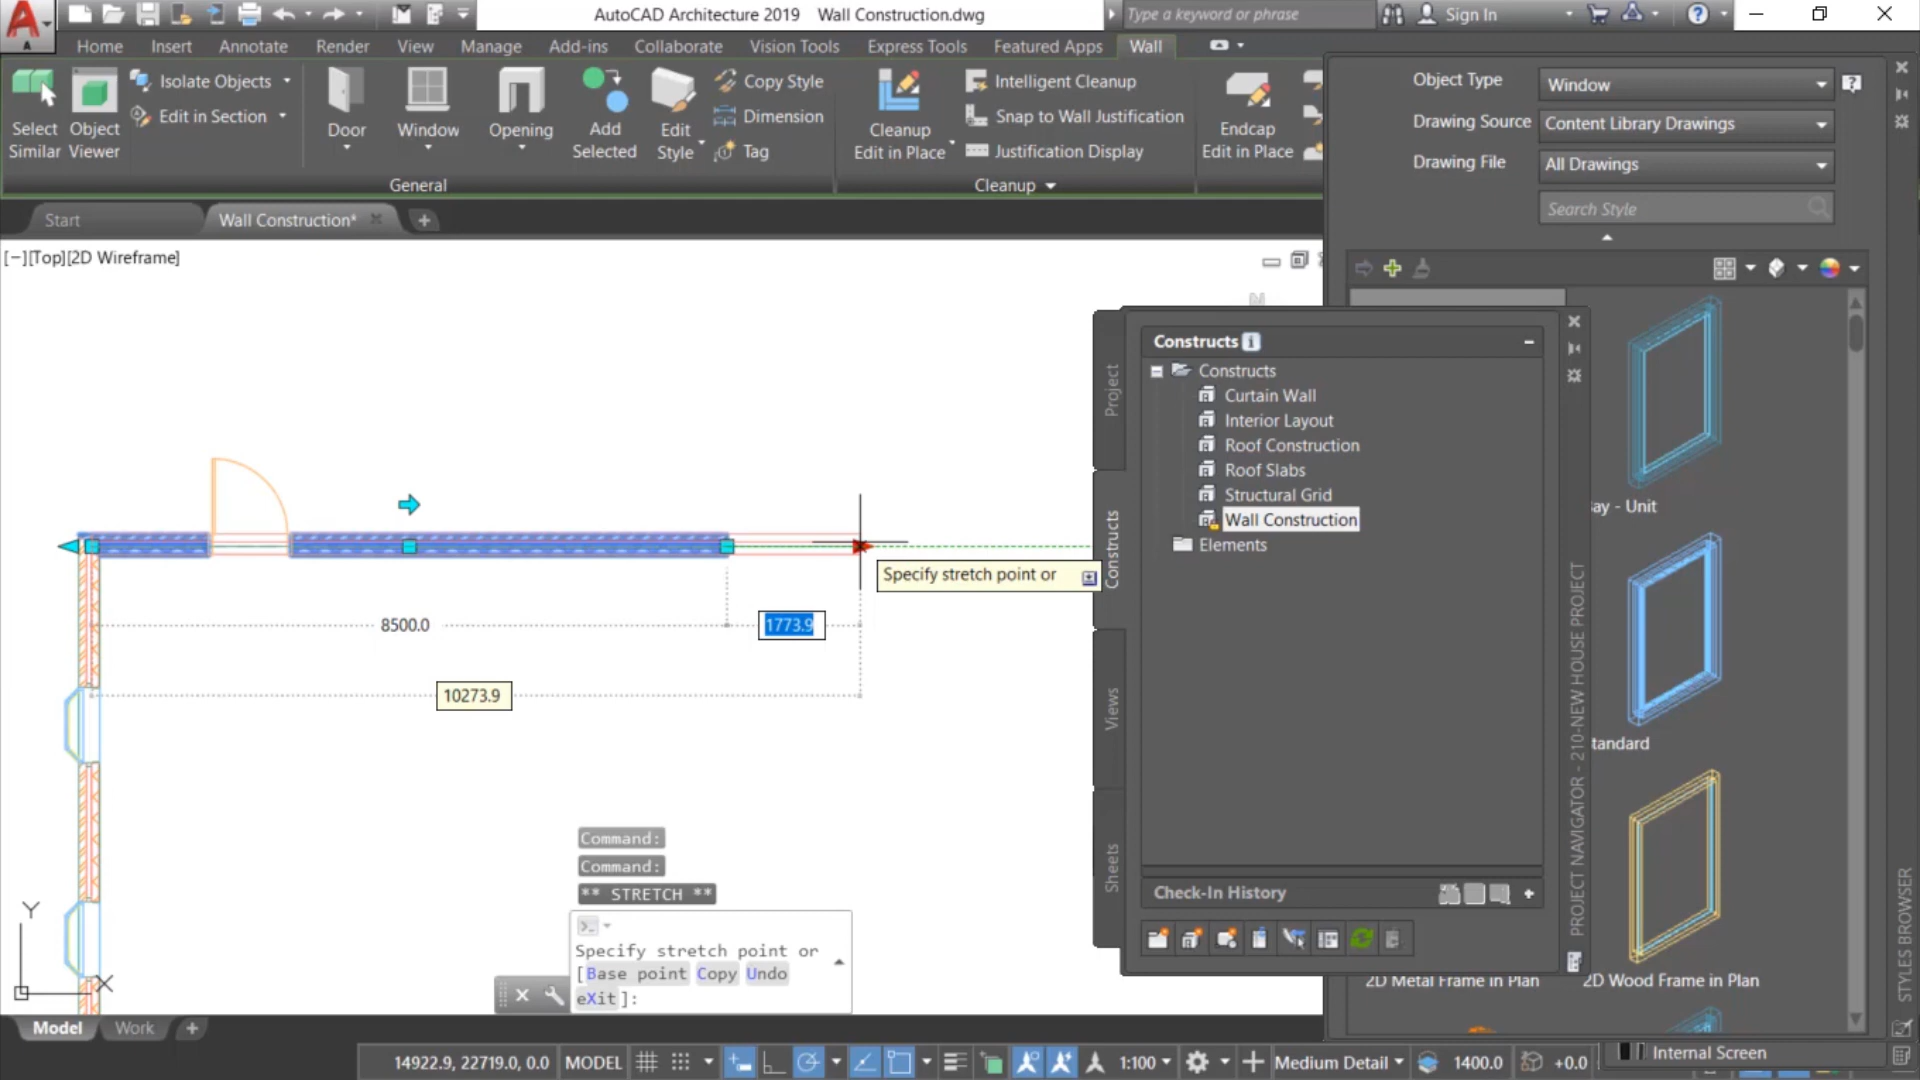 AutoCAD Architecture 2019 Wall Construction.dwg
Type a keyword or phrase
Sign In
Home Insert Annotate Render View Manage Add-ins Collaborate Vision Tools Express Tools Featured Apps Wall
Select Similar
Object Viewer
Isolate Objects
Edit in Section
Door
Window
Opening
Add Selected
Edit Style
Copy Style
Dimension
Tag
General
Cleanup Edit in Place
Intelligent Cleanup
Snap to Wall Justification
Justification Display
Cleanup
Endcap Edit in Place
Object Type
Window
Drawing Source
Content Library Drawings
Drawing File
All Drawings
Search Style
Start
Wall Construction*
[−][Top][2D Wireframe]
N
Constructs
Constructs
Curtain Wall
Interior Layout
Roof Construction
Roof Slabs
Structural Grid
Wall Construction
Elements
Project
Constructs
Views
Sheets
Check-In History
PROJECT NAVIGATOR - 210-NEW HOUSE PROJECT
ay - Unit
tandard
2D Metal Frame in Plan
2D Wood Frame in Plan
STYLES BROWSER
Specify stretch point or
8500.0
1773.9
10273.9
Command:
Command:
** STRETCH **
Specify stretch point or
[Base point Copy Undo
eXit]:
Y
X
Model
Work
14922.9, 22719.0, 0.0
MODEL
1:100
Medium Detail
1400.0
+0.0
Internal Screen